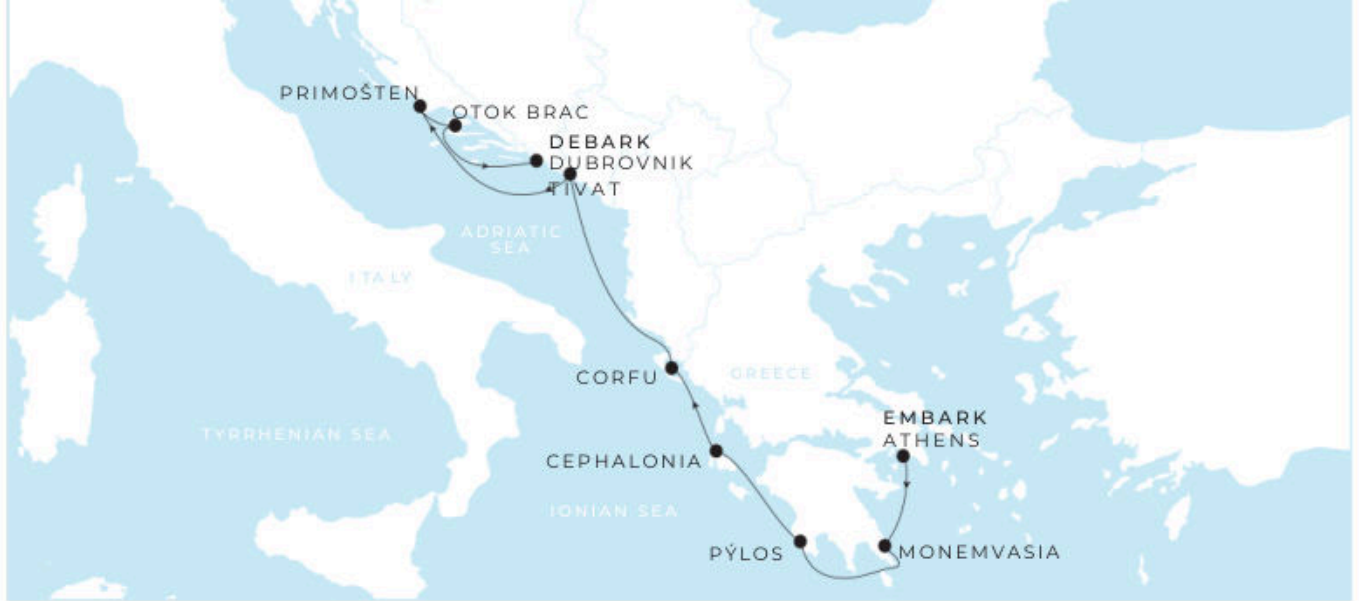 PRIMOŠTEN
OTOK BRAC
DEBARK
DUBROVNIK
TIVAT
ADRIATIC
SEA
ITALY
CORFU
GREECE
EMBARK
ATHENS
TYRRHENIAN SEA
CEPHALONIA
IONIAN SEA
PÝLOS
MONEMVASIA